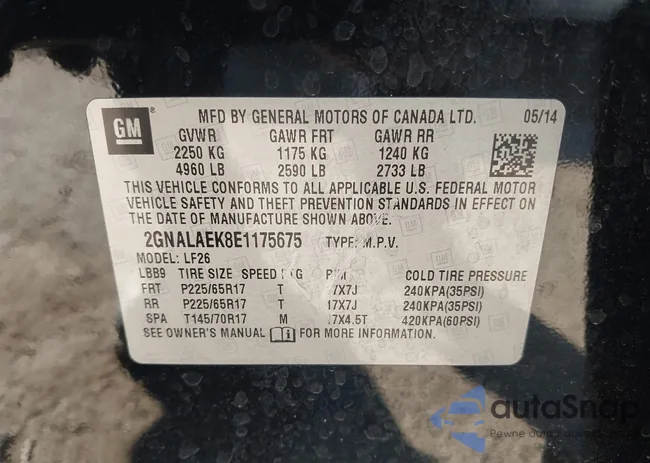 GM
MFD BY GENERAL MOTORS OF CANADA LTD. 05/14
GVWR GAWR FRT GAWR RR
2250 KG 1175 KG 1240 KG
4960 LB 2590 LB 2733 LB
THIS VEHICLE CONFORMS TO ALL APPLICABLE U.S. FEDERAL MOTOR
VEHICLE SAFETY AND THEFT PREVENTION STANDARDS IN EFFECT ON
THE DATE OF MANUFACTURE SHOWN ABOVE.
2GNALAEK8E1175675 TYPE: M.P.V.
MODEL: LF26
LBB9 TIRE SIZE SPEED COLD TIRE PRESSURE
FRT P225/65R17 T 17X7J 240KPA(35PSI)
RR P225/65R17 T 17X7J 240KPA(35PSI)
SPA T145/70R17 M 17X4.5T 420KPA(60PSI)
SEE OWNER'S MANUAL FOR MORE INFORMATION.
autoSnap
Pewne auto